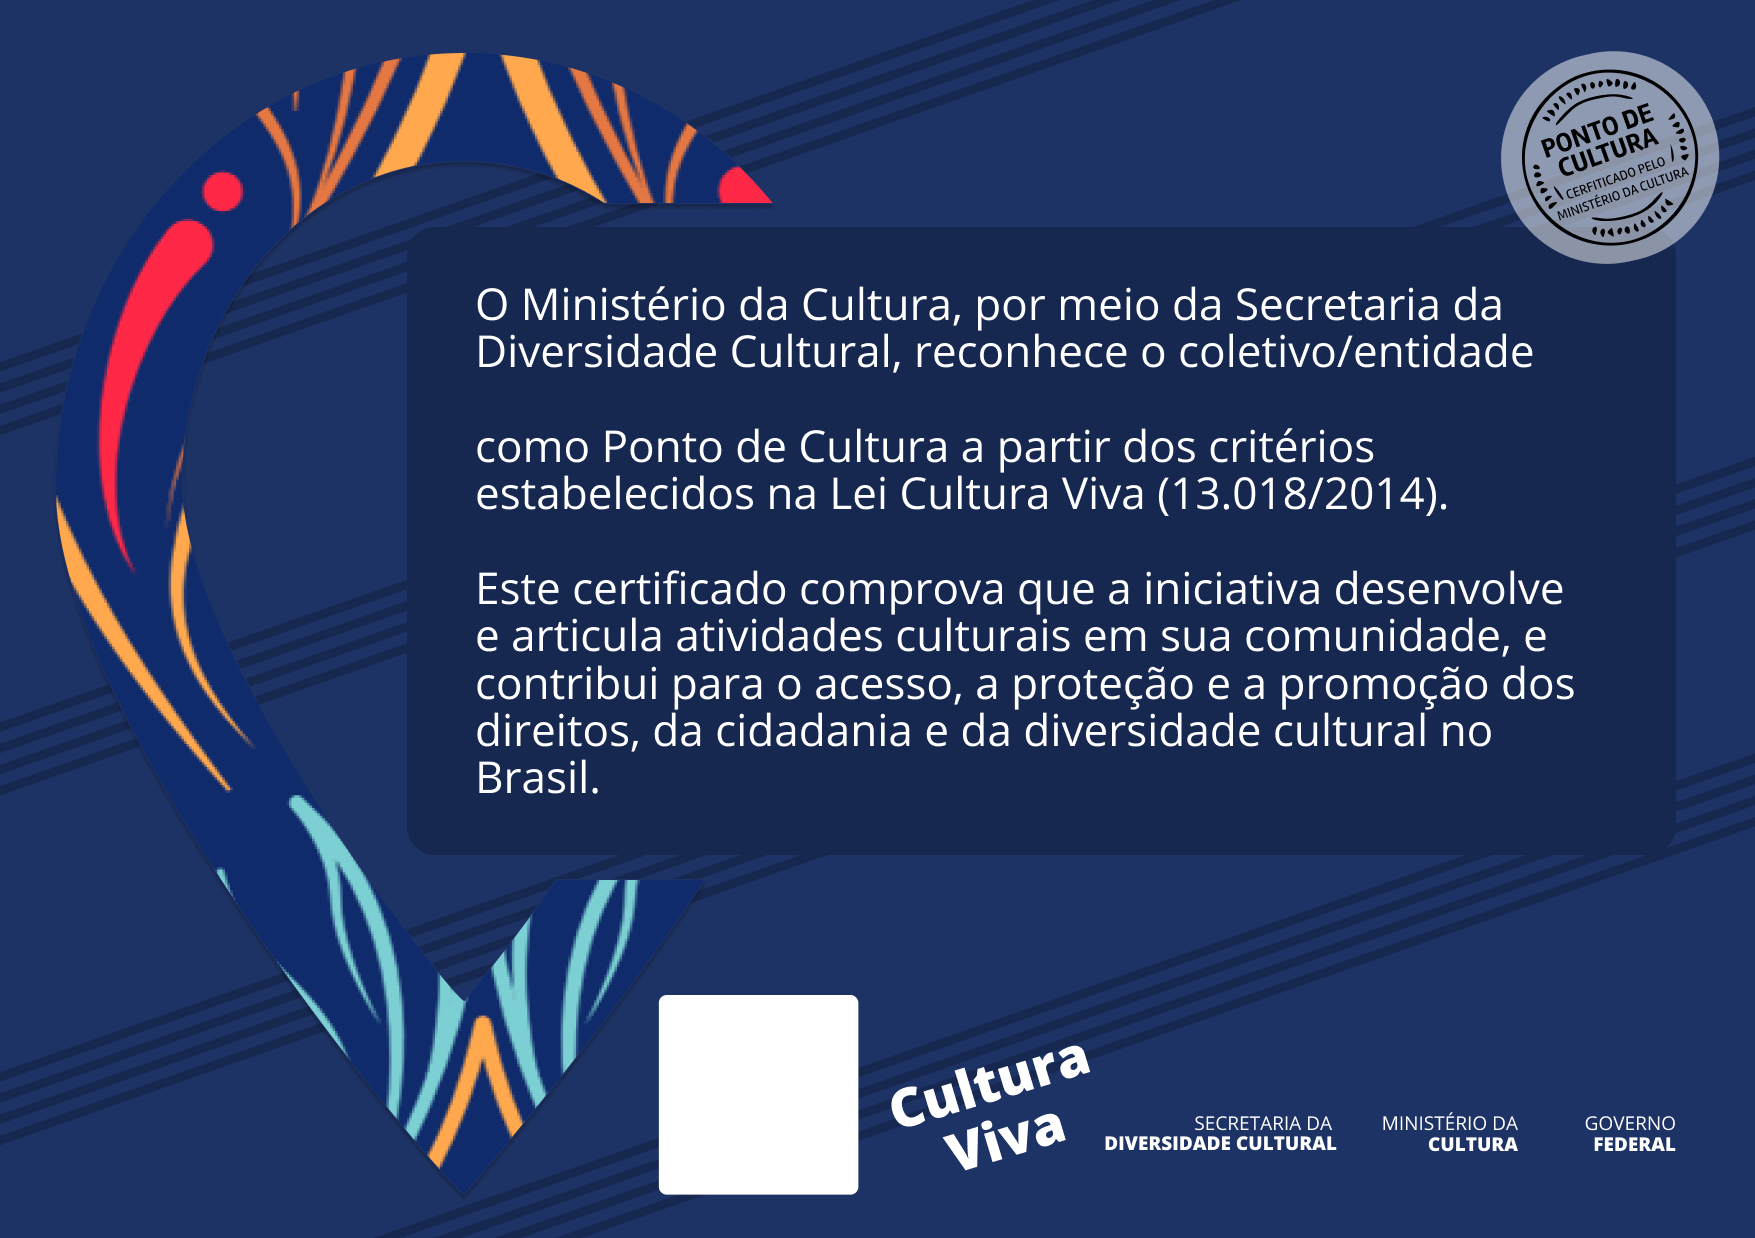 PONTO DE
CULTURA
CERFITICADO PELO
MINISTÉRIO DA CULTURA
O Ministério da Cultura, por meio da Secretaria da
Diversidade Cultural, reconhece o coletivo/entidade
como Ponto de Cultura a partir dos critérios
estabelecidos na Lei Cultura Viva (13.018/2014).
Este certificado comprova que a iniciativa desenvolve
e articula atividades culturais em sua comunidade, e
contribui para o acesso, a proteção e a promoção dos
direitos, da cidadania e da diversidade cultural no
Brasil.
Cultura
Viva
SECRETARIA DA
DIVERSIDADE CULTURAL
MINISTÉRIO DA
CULTURA
GOVERNO
FEDERAL